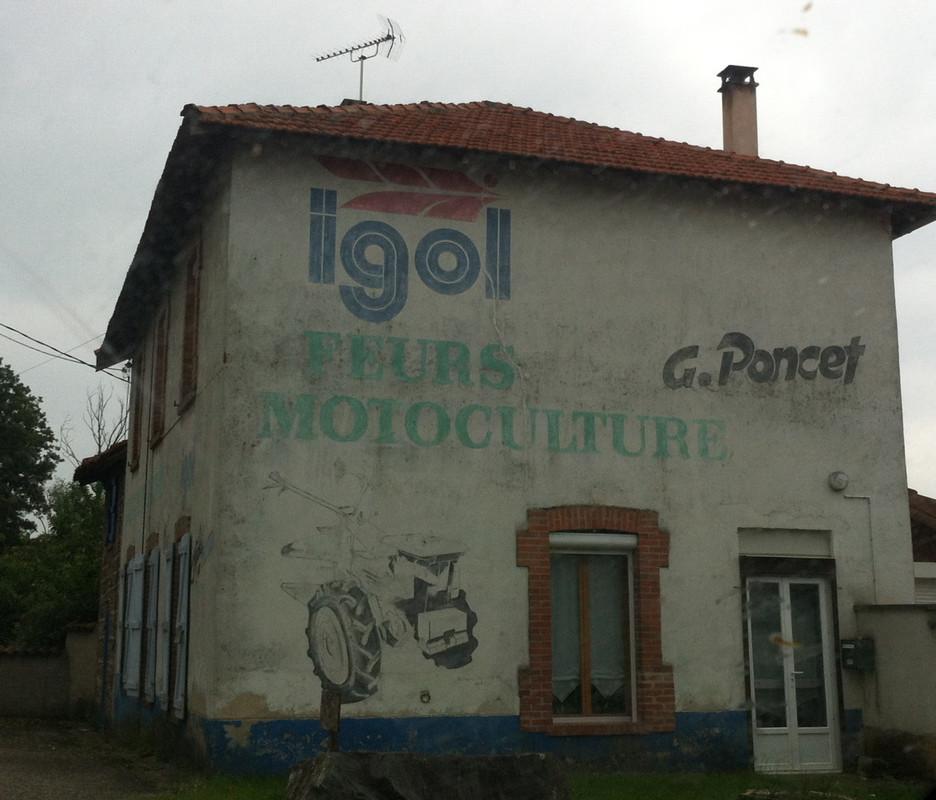 Igol
FEURS
G. Poncet
MOTOCULTURE